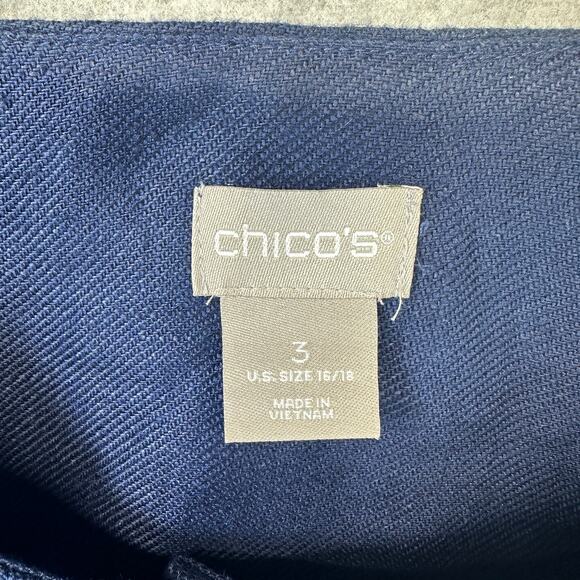 chico's®
3
U.S. SIZE 16/18
MADE IN
VIETNAM